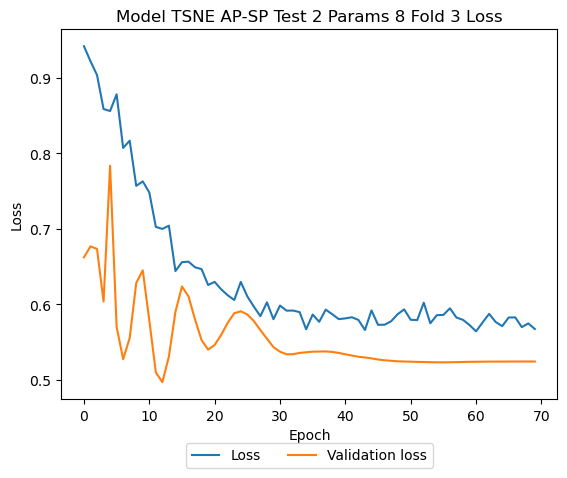 Model TSNE AP-SP Test 2 Params 8 Fold 3 Loss
0.9
0.8
0.7
0.6
0.5
Loss
0 10 20 30 40 50 60 70
Epoch
Loss Validation loss